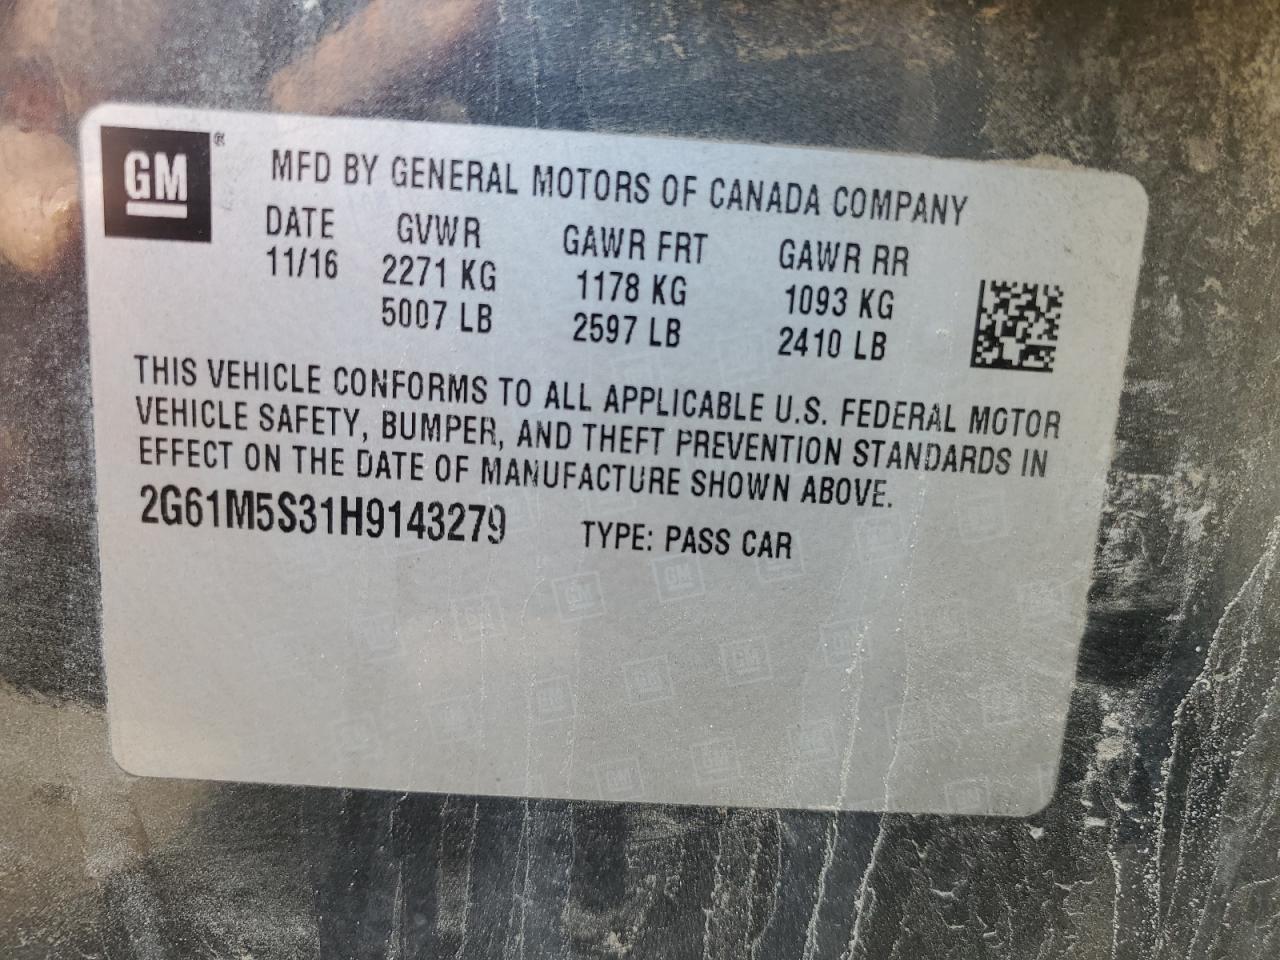 GM ®
MFD BY GENERAL MOTORS OF CANADA COMPANY
DATE GVWR GAWR FRT GAWR RR
11/16 2271 KG 1178 KG 1093 KG
5007 LB 2597 LB 2410 LB
THIS VEHICLE CONFORMS TO ALL APPLICABLE U.S. FEDERAL MOTOR
VEHICLE SAFETY, BUMPER, AND THEFT PREVENTION STANDARDS IN
EFFECT ON THE DATE OF MANUFACTURE SHOWN ABOVE.
2G61M5S31H9143279 TYPE: PASS CAR